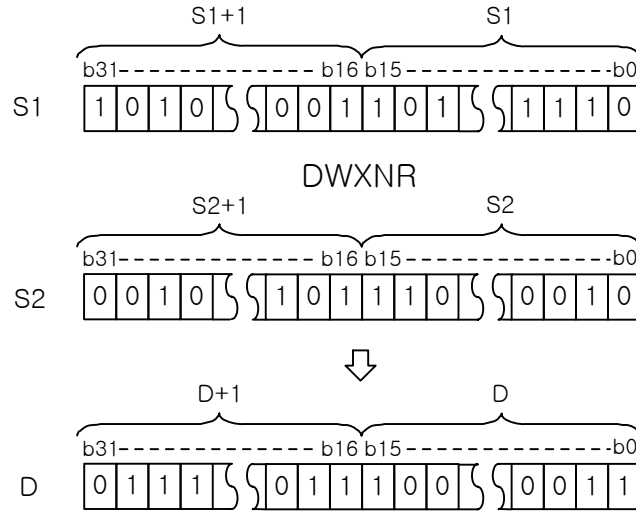 S1+1 S1
b31 b16 b15 b0
S1 1 0 1 0 0 0 1 1 0 1 1 1 1 0
DWXNR
S2+1 S2
b31 b16 b15 b0
S2 0 0 1 0 1 0 1 1 1 0 0 0 1 0
D+1 D
b31 b16 b15 b0
D 0 1 1 1 0 1 1 1 0 0 0 0 1 1